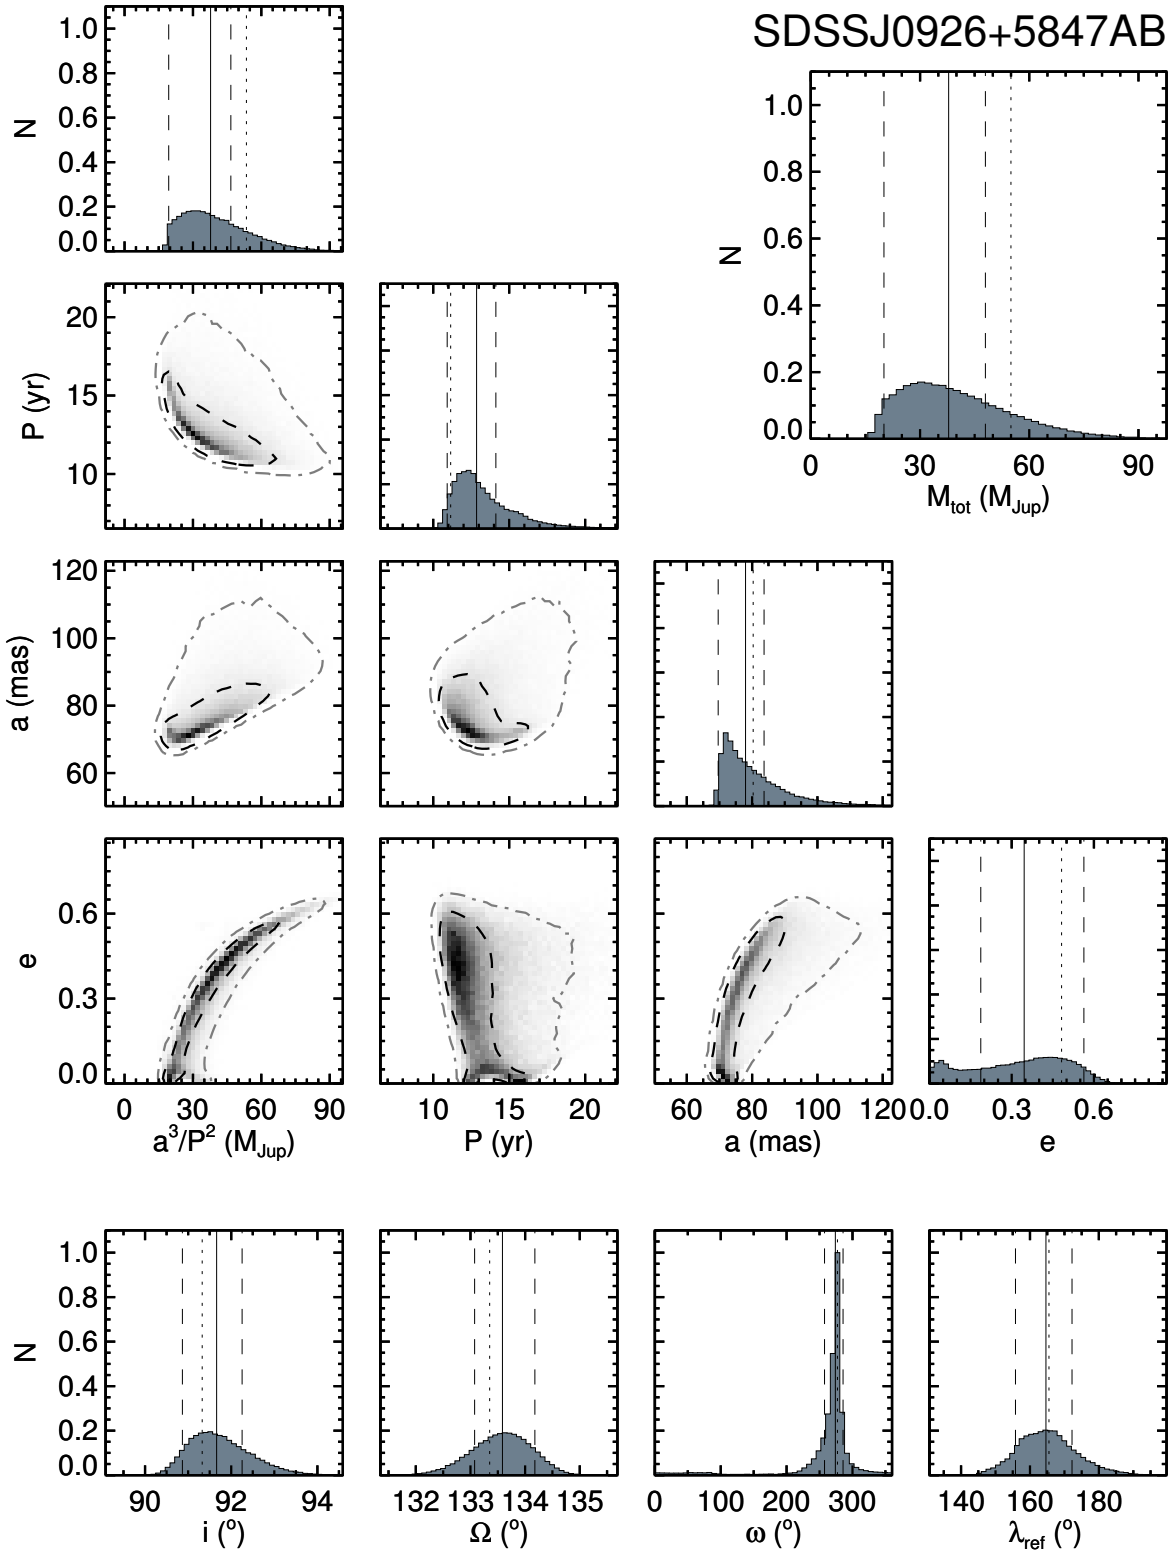 SDSSJ0926+5847AB
N
1.0
0.8
0.6
0.4
0.2
0.0
N
1.0
0.8
0.6
0.4
0.2
0.0
0 30 60 90
M_tot (M_Jup)
P (yr)
20
15
10
a (mas)
120
100
80
60
e
0.6
0.3
0.0
0 30 60 90
a³/P² (M_Jup)
10 15 20
P (yr)
60 80 100 120
a (mas)
0.0 0.3 0.6
e
N
1.0
0.8
0.6
0.4
0.2
0.0
90 92 94
i (°)
132 133 134 135
Ω (°)
0 100 200 300
ω (°)
140 160 180
λ_ref (°)